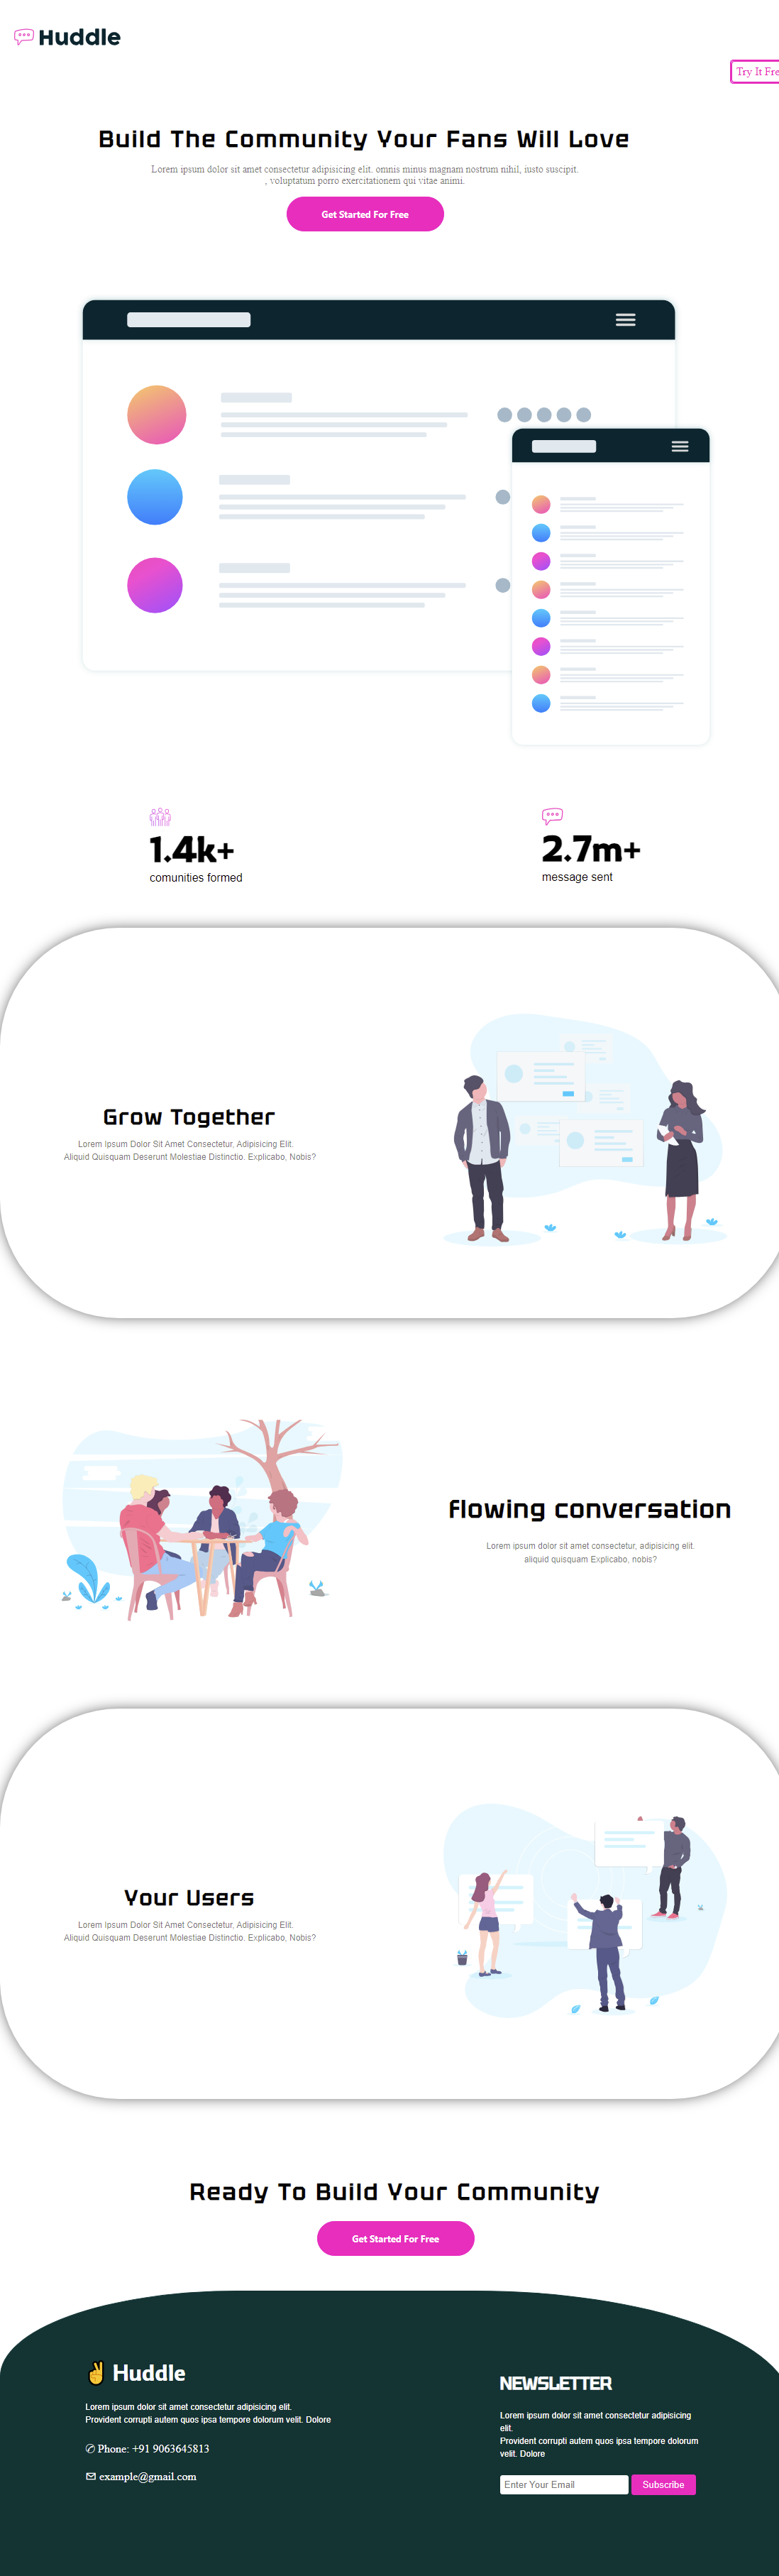 Huddle
Try It Fre
Build The Community Your Fans Will Love
Lorem ipsum dolor sit amet consectetur adipisicing elit. omnis minus magnam nostrum nihil, iusto suscipit.
, voluptatum porro exercitationem qui vitae animi.
Get Started For Free
1.4k+
comunities formed
2.7m+
message sent
Grow Together
Lorem Ipsum Dolor Sit Amet Consectetur, Adipisicing Elit.
Aliquid Quisquam Deserunt Molestiae Distinctio. Explicabo, Nobis?
flowing conversation
Lorem ipsum dolor sit amet consectetur, adipisicing elit.
aliquid quisquam Explicabo, nobis?
Your Users
Lorem Ipsum Dolor Sit Amet Consectetur, Adipisicing Elit.
Aliquid Quisquam Deserunt Molestiae Distinctio. Explicabo, Nobis?
Ready To Build Your Community
Get Started For Free
✌ Huddle
Lorem ipsum dolor sit amet consectetur adipisicing elit.
Provident corrupti autem quos ipsa tempore dolorum velit. Dolore
✆ Phone: +91 9063645813
🖂 example@gmail.com
NEWSLETTER
Lorem ipsum dolor sit amet consectetur adipisicing
elit.
Provident corrupti autem quos ipsa tempore dolorum
velit. Dolore
Enter Your Email
Subscribe